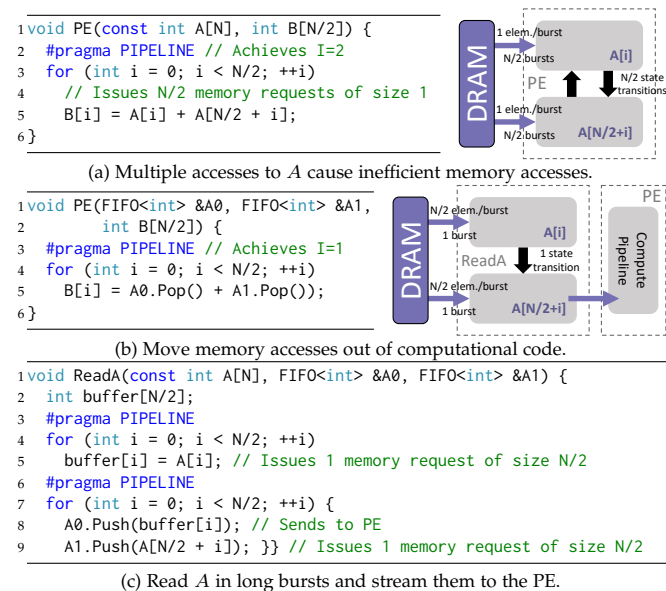 1void PE(const int A[N], int B[N/2]) {
2 #pragma PIPELINE // Achieves I=2
3 for (int i = 0; i < N/2; ++i)
4 // Issues N/2 memory requests of size 1
5 B[i] = A[i] + A[N/2 + i];
6}
DRAM
1 elem./burst
N/2 bursts
1 elem./burst
N/2 bursts
PE
A[i]
N/2 state
transitions
A[N/2+i]
(a) Multiple accesses to A cause inefficient memory accesses.
1void PE(FIFO<int> &A0, FIFO<int> &A1,
2 int B[N/2]) {
3 #pragma PIPELINE // Achieves I=1
4 for (int i = 0; i < N/2; ++i)
5 B[i] = A0.Pop() + A1.Pop());
6}
DRAM
N/2 elem./burst
1 burst
N/2 elem./burst
1 burst
ReadA
A[i]
1 state
transition
A[N/2+i]
PE
Compute
Pipeline
(b) Move memory accesses out of computational code.
1void ReadA(const int A[N], FIFO<int> &A0, FIFO<int> &A1) {
2 int buffer[N/2];
3 #pragma PIPELINE
4 for (int i = 0; i < N/2; ++i)
5 buffer[i] = A[i]; // Issues 1 memory request of size N/2
6 #pragma PIPELINE
7 for (int i = 0; i < N/2; ++i) {
8 A0.Push(buffer[i]); // Sends to PE
9 A1.Push(A[N/2 + i]); }} // Issues 1 memory request of size N/2
(c) Read A in long bursts and stream them to the PE.